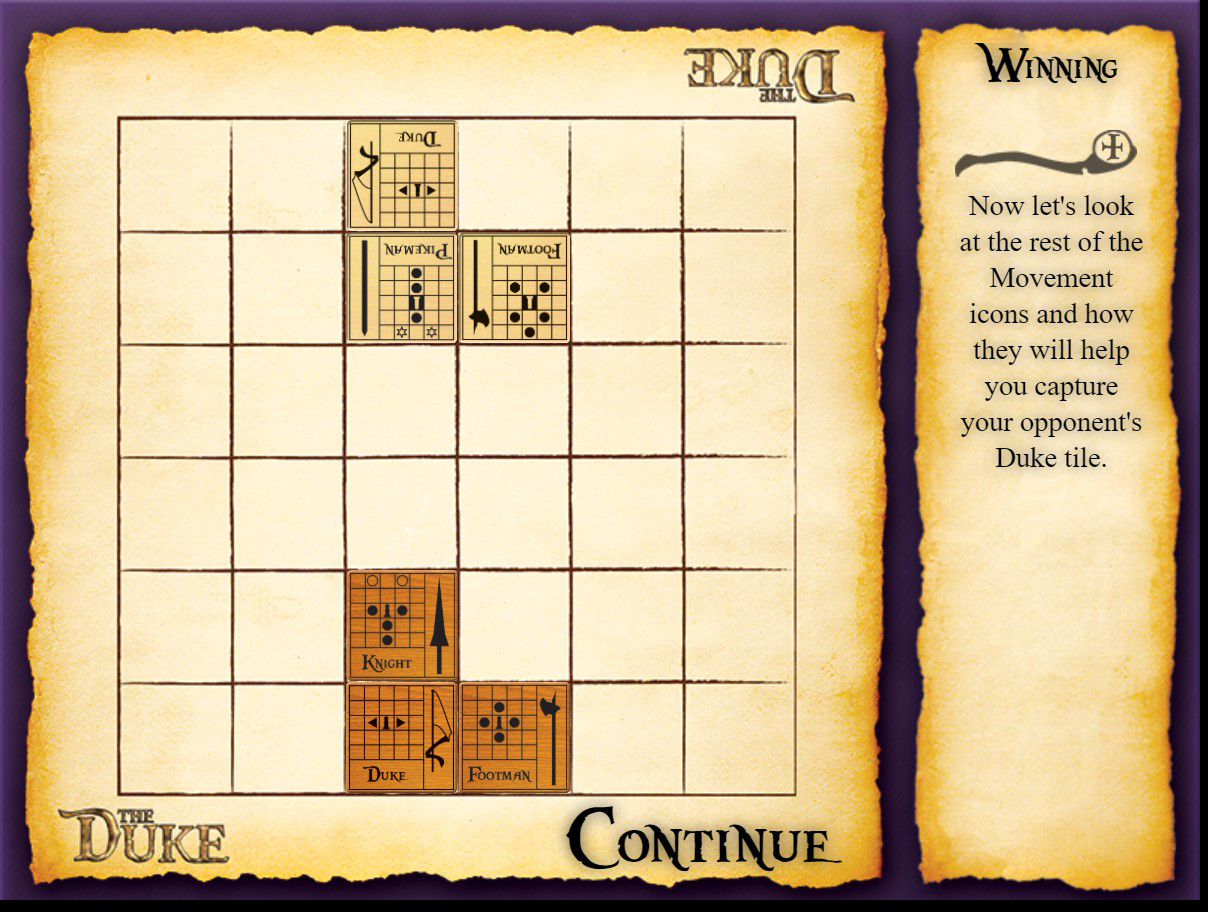 THE
DUKE
WINNING
DUKE
PIKEMAN
FOOTMAN
Now let's look
at the rest of the
Movement
icons and how
they will help
you capture
your opponent's
Duke tile.
KNIGHT
DUKE
FOOTMAN
THE
DUKE
CONTINUE